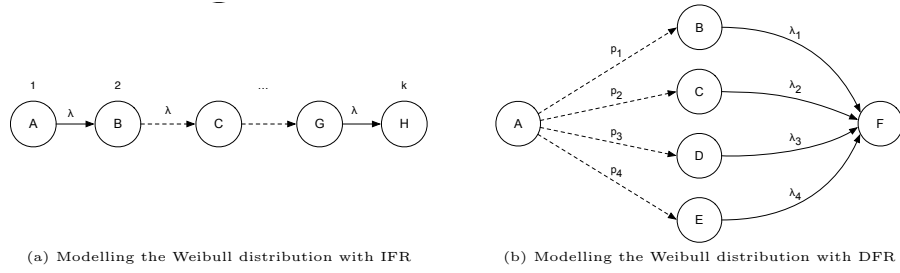 1 2 ... k
A λ B λ C G λ H
(a) Modelling the Weibull distribution with IFR
B
p1 λ1
C
p2 λ2
A F
p3 λ3
D
p4 λ4
E
(b) Modelling the Weibull distribution with DFR